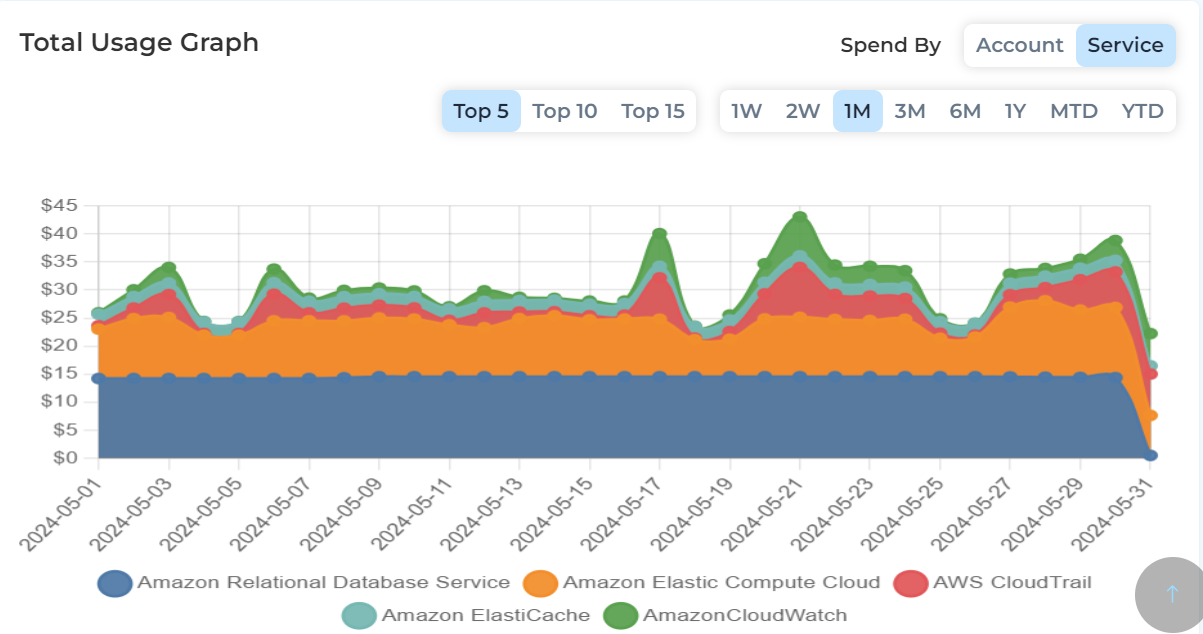 Total Usage Graph
Spend By Account Service
Top 5 Top 10 Top 15 1W 2W 1M 3M 6M 1Y MTD YTD
$45
$40
$35
$30
$25
$20
$15
$10
$5
$0
2024-05-01 2024-05-03 2024-05-05 2024-05-07 2024-05-09 2024-05-11 2024-05-13 2024-05-15 2024-05-17 2024-05-19 2024-05-21 2024-05-23 2024-05-25 2024-05-27 2024-05-29 2024-05-31
Amazon Relational Database Service Amazon Elastic Compute Cloud AWS CloudTrail
Amazon ElastiCache AmazonCloudWatch